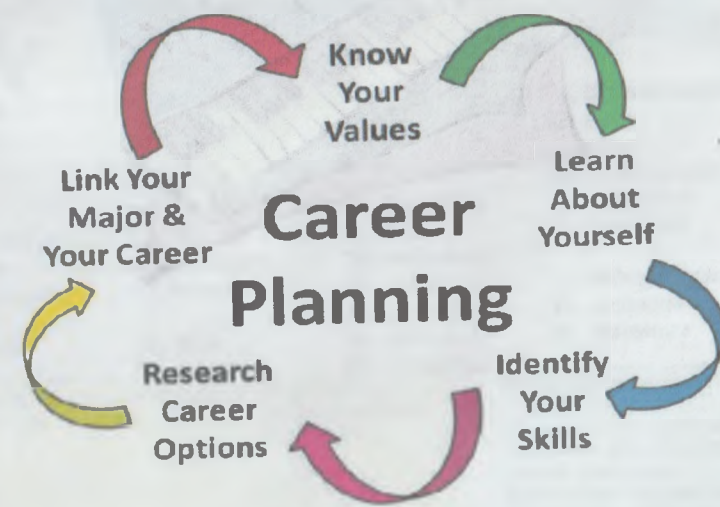 Know
Your
Values
Learn
About
Yourself
Identify
Your
Skills
Research
Career
Options
Link Your
Major &
Your Career
Career
Planning